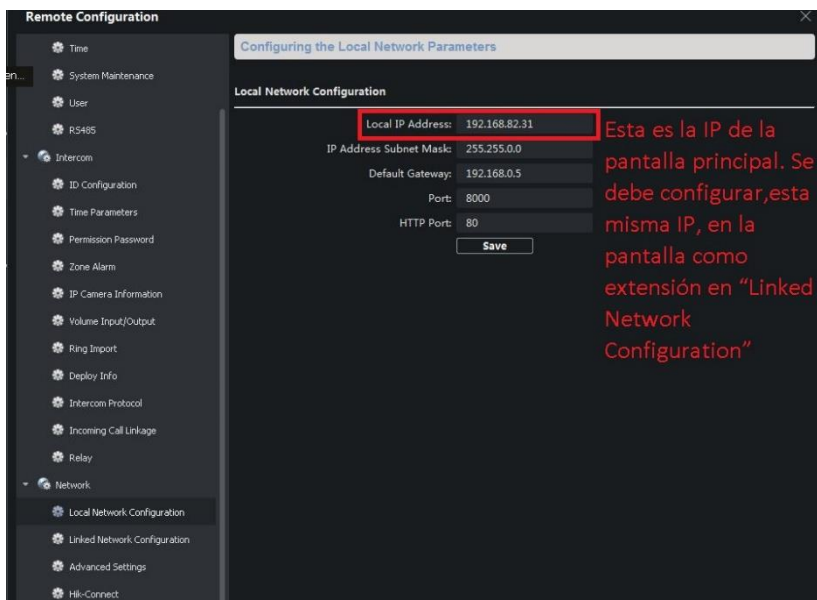 Remote Configuration
Time
en...
System Maintenance
User
RS485
Intercom
ID Configuration
Time Parameters
Permission Password
Zone Alarm
IP Camera Information
Volume Input/Output
Ring Import
Deploy Info
Intercom Protocol
Incoming Call Linkage
Relay
Network
Local Network Configuration
Linked Network Configuration
Advanced Settings
Hik-Connect
Configuring the Local Network Parameters
Local Network Configuration
Local IP Address: 192.168.82.31
IP Address Subnet Mask: 255.255.0.0
Default Gateway: 192.168.0.5
Port: 8000
HTTP Port: 80
Save
Esta es la IP de la
pantalla principal. Se
debe configurar,esta
misma IP, en la
pantalla como
extensión en “Linked
Network
Configuration”